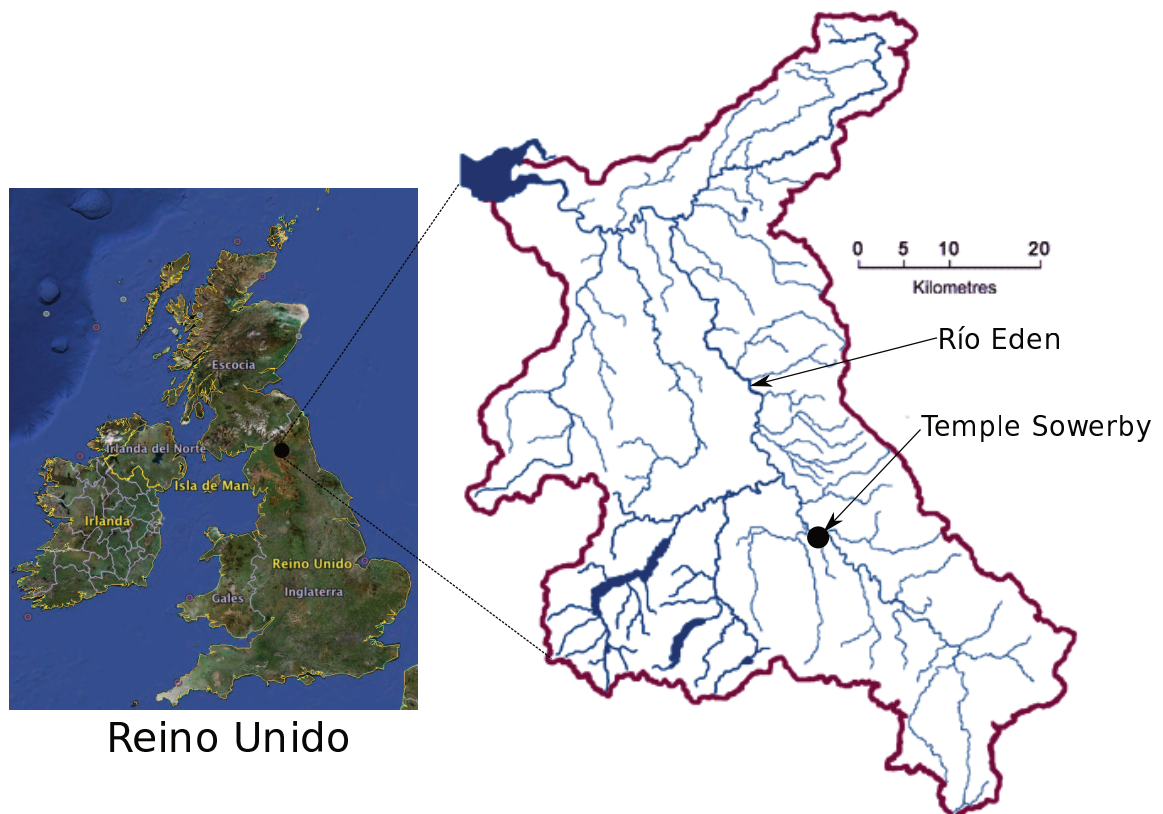 Escocia
Irlanda del Norte
Isla de Man
Irlanda
Reino Unido
Gales
Inglaterra
Reino Unido
0 5 10 20
Kilometres
Río Eden
Temple Sowerby